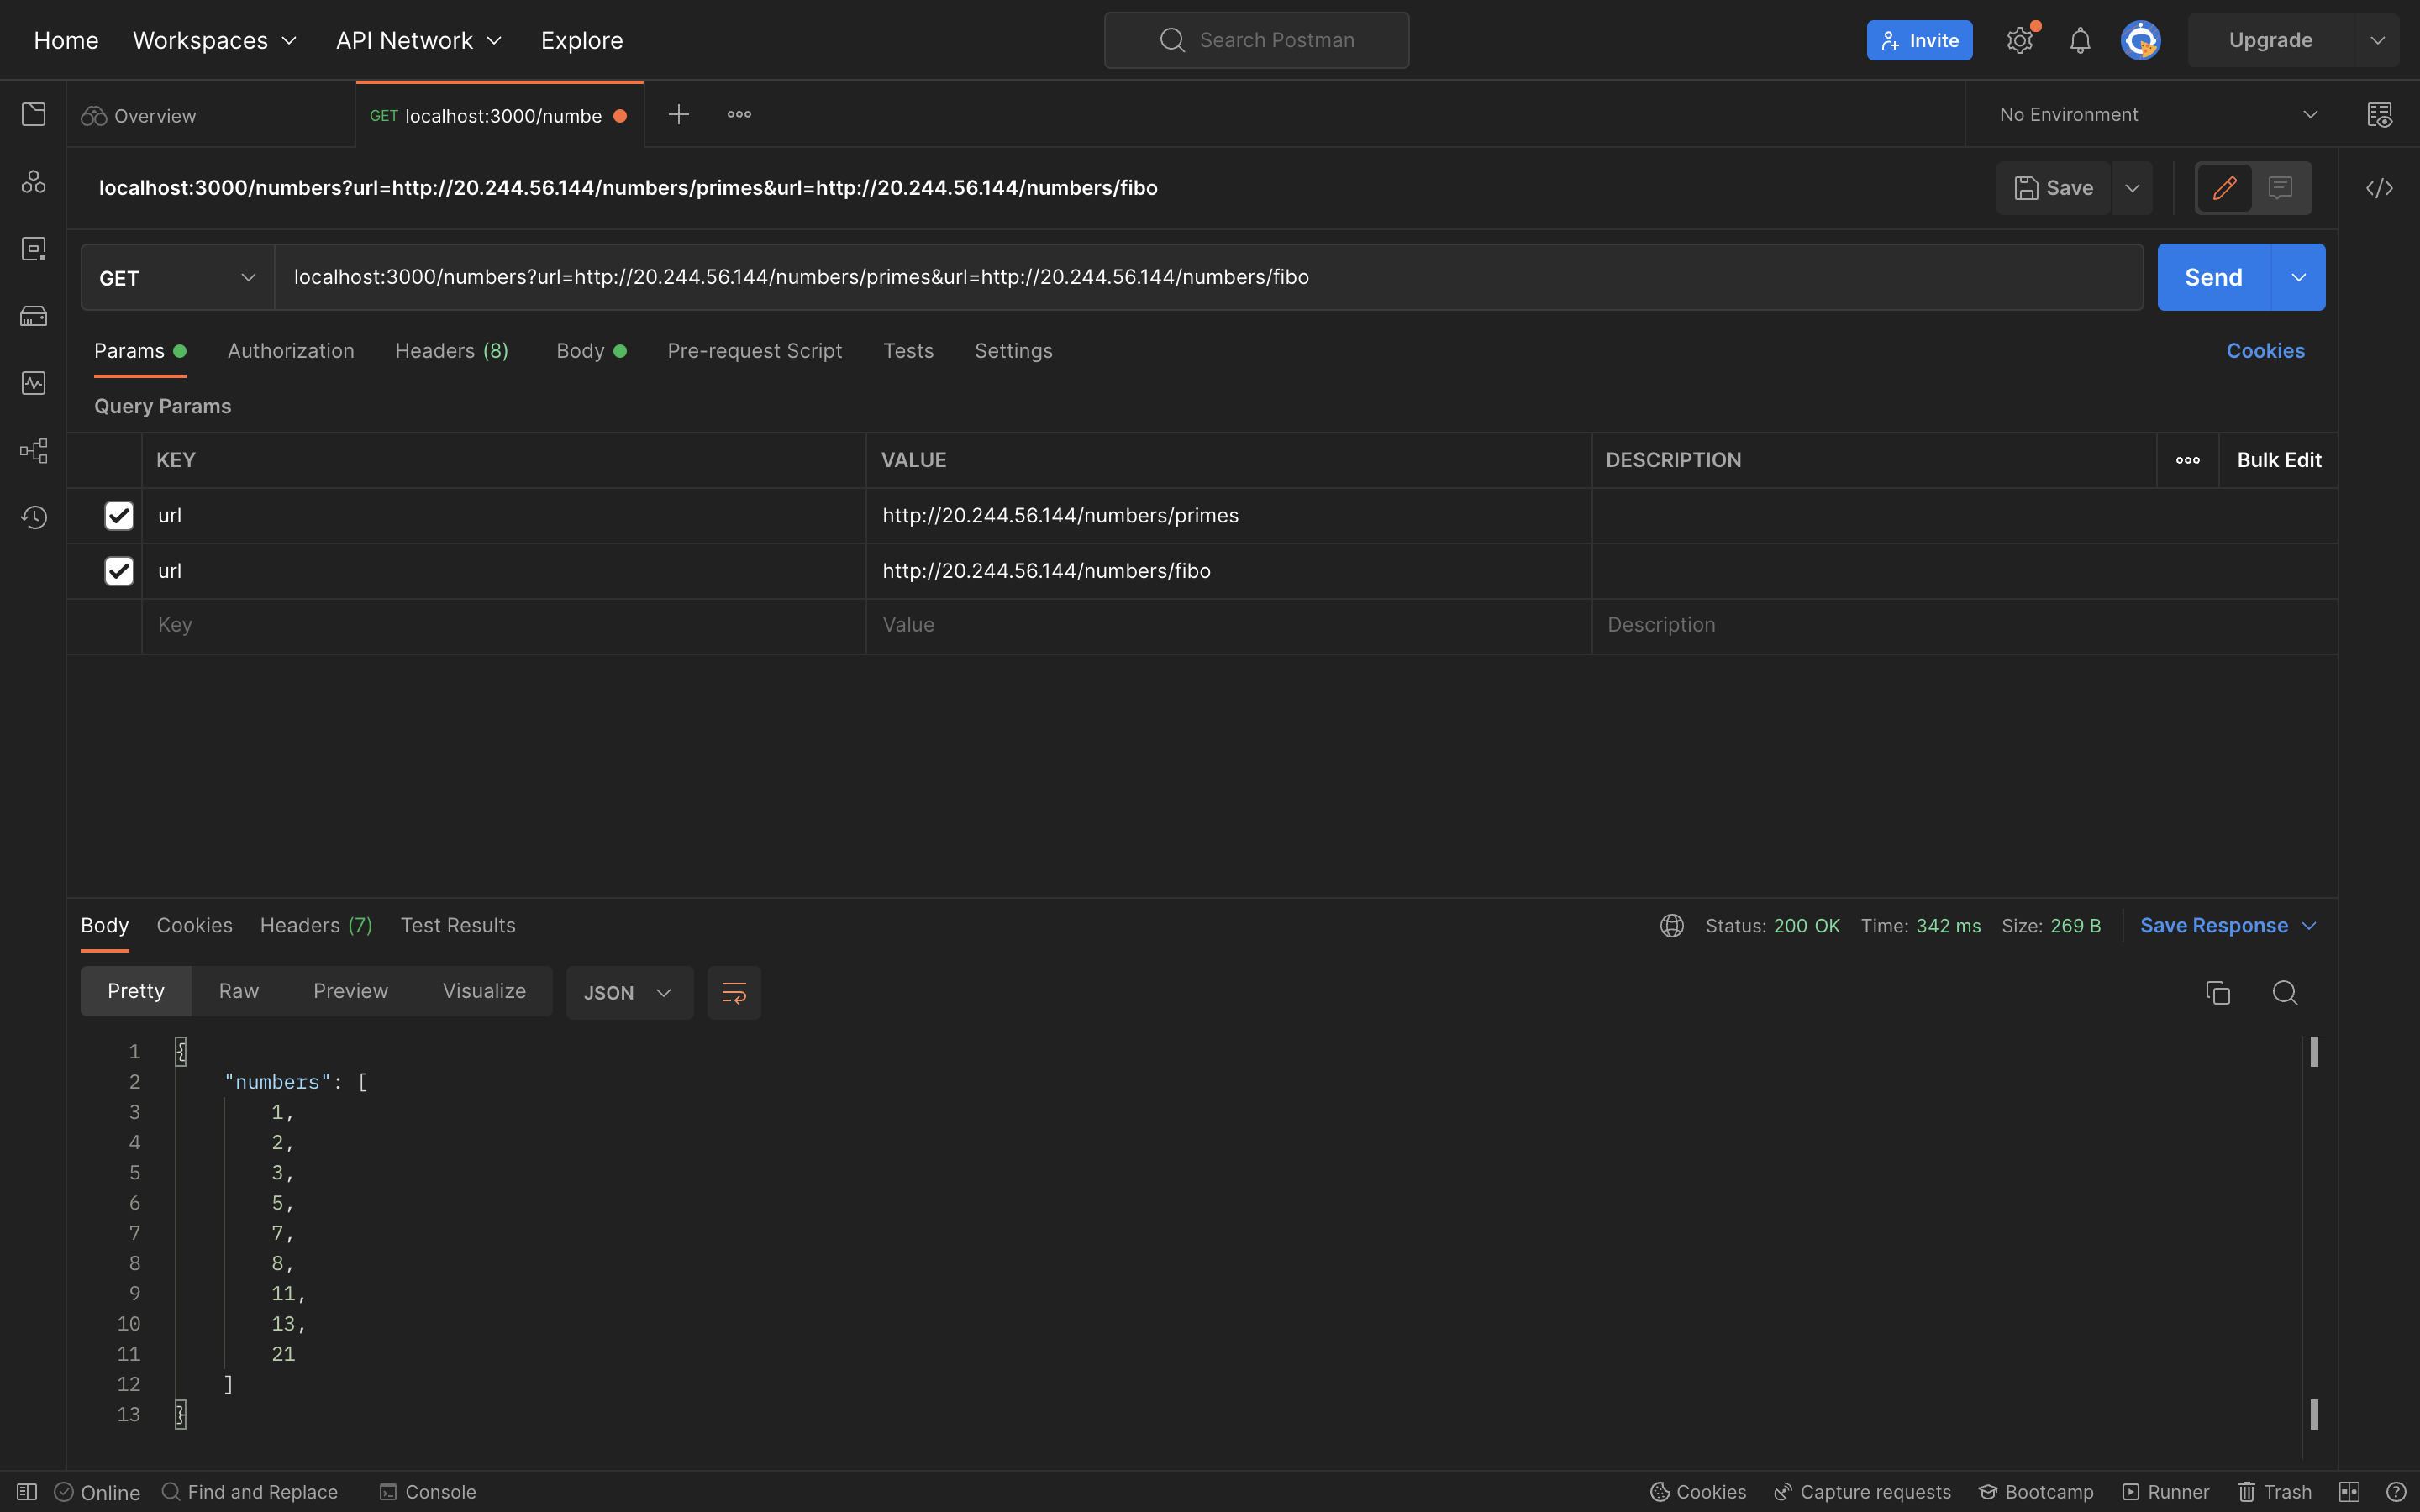 Home Workspaces API Network Explore Search Postman Invite Upgrade
Overview GET localhost:3000/numbe No Environment
localhost:3000/numbers?url=http://20.244.56.144/numbers/primes&url=http://20.244.56.144/numbers/fibo Save
GET localhost:3000/numbers?url=http://20.244.56.144/numbers/primes&url=http://20.244.56.144/numbers/fibo Send
Params Authorization Headers (8) Body Pre-request Script Tests Settings Cookies
Query Params
KEY VALUE DESCRIPTION Bulk Edit
url http://20.244.56.144/numbers/primes
url http://20.244.56.144/numbers/fibo
Key Value Description
Body Cookies Headers (7) Test Results Status: 200 OK Time: 342 ms Size: 269 B Save Response
Pretty Raw Preview Visualize JSON
1 {
2 "numbers": [
3 1,
4 2,
5 3,
6 5,
7 7,
8 8,
9 11,
10 13,
11 21
12 ]
13 }
Online Find and Replace Console Cookies Capture requests Bootcamp Runner Trash